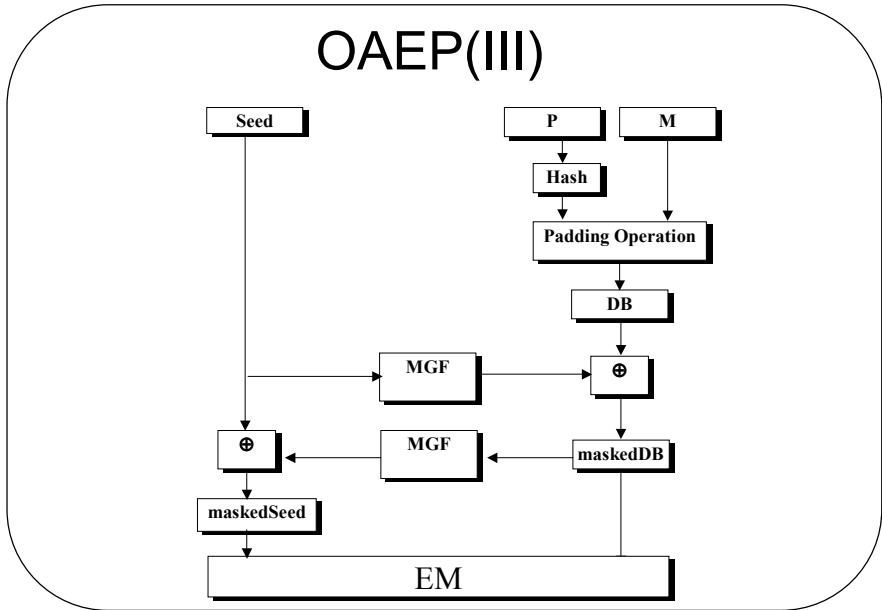 OAEP(III)
Seed
P
M
Hash
Padding Operation
DB
MGF
⊕
⊕
MGF
maskedDB
maskedSeed
EM